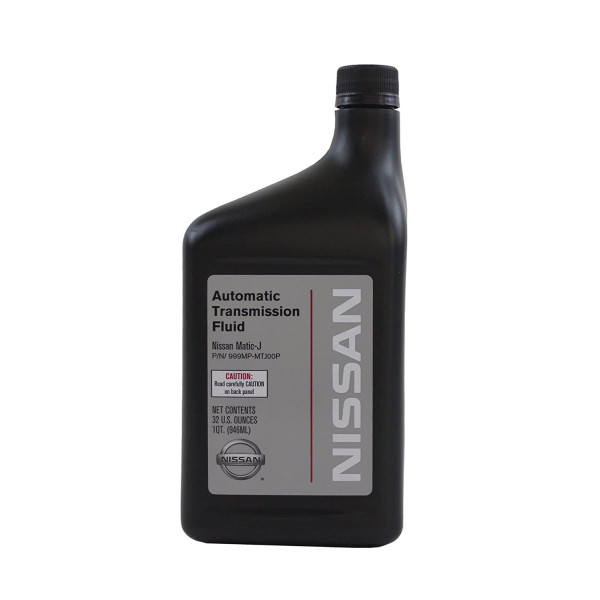 Automatic
Transmission
Fluid
Nissan Matic-J
P/N/ 999MP-MTJ00P
CAUTION:
Read carefully CAUTION
on back panel
NET CONTENTS
32 U.S. OUNCES
1QT. (946ML)
NISSAN
NISSAN